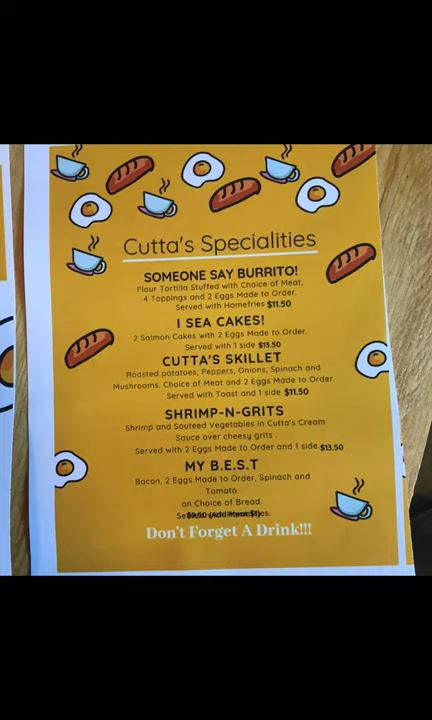 Cutta's Specialities
SOMEONE SAY BURRITO!
Flour Tortilla Stuffed with Choice of Meat,
4 Toppings and 2 Eggs Made to Order.
Served with Homefries $11.50
I SEA CAKES!
2 Salmon Cakes with 2 Eggs Made to Order.
Served with 1 side $13.50
CUTTA'S SKILLET
Roasted potatoes, Peppers, Onions, Spinach and
Mushrooms. Choice of Meat and 2 Eggs Made to Order.
Served with Toast and 1 side $11.50
SHRIMP-N-GRITS
Shrimp and Sauteed Vegetables in Cutta's Cream
Sauce over cheesy grits .
Served with 2 Eggs Made to Order and 1 side $13.50
MY B.E.S.T
Bacon, 2 Eggs Made to Order, Spinach and
Tomato
on Choice of Bread.
$9.50 (Add Meat $1)
Don't Forget A Drink!!!